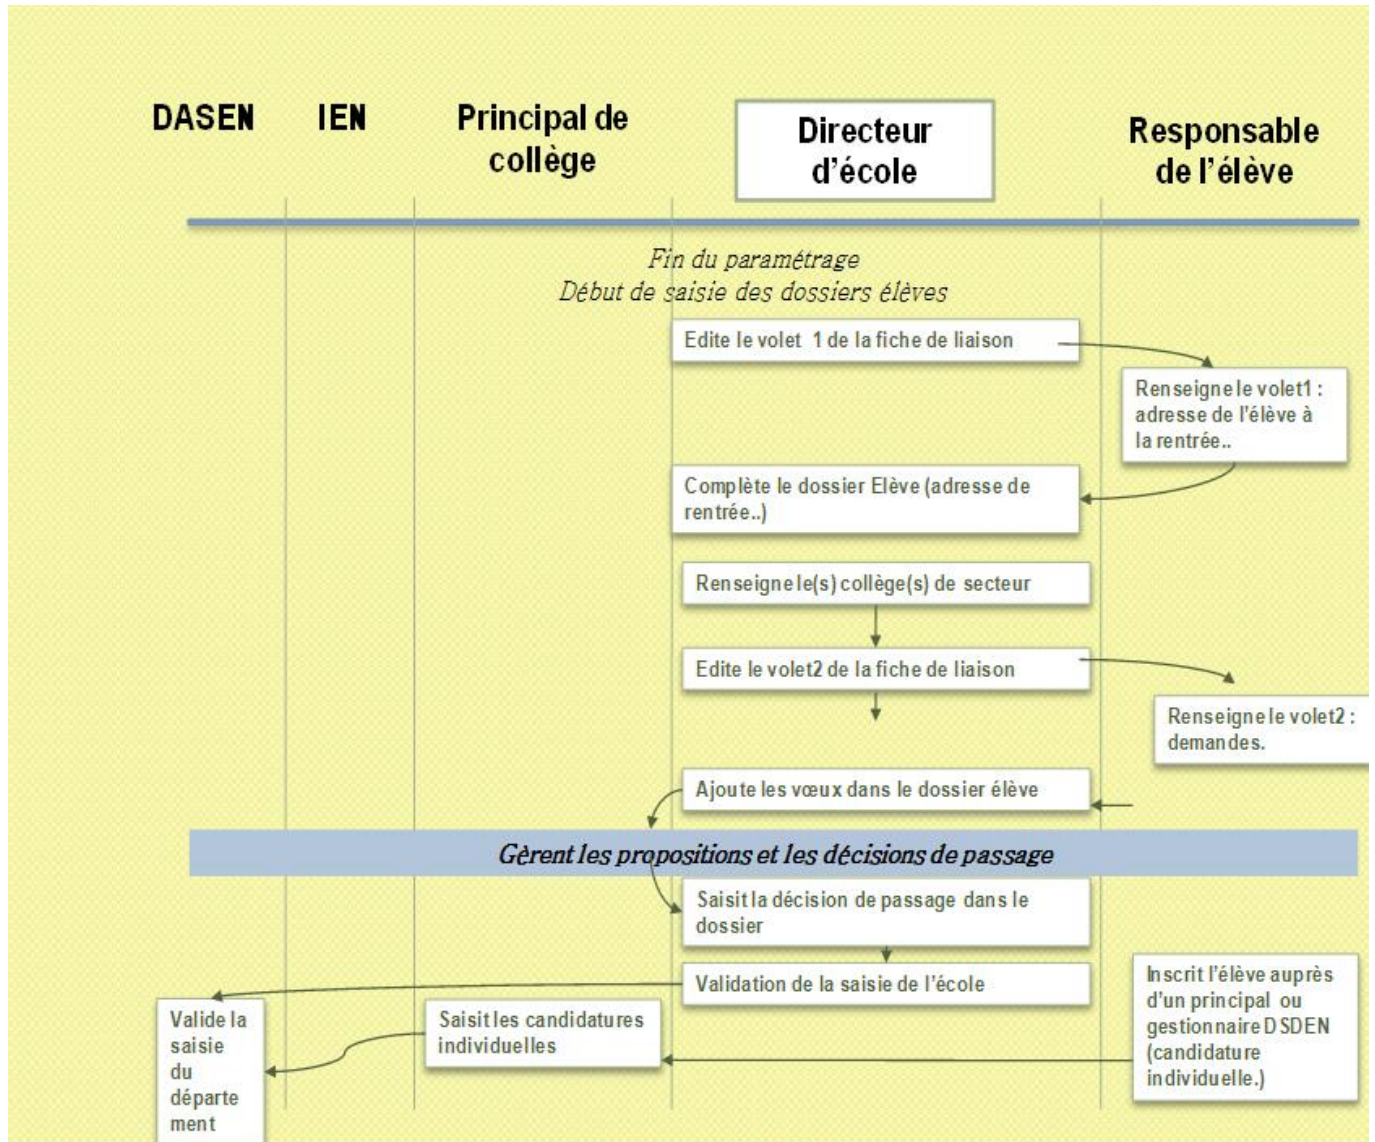 DASEN
IEN
Principal de
collège
Directeur
d'école
Responsable
de l'élève
Fin du paramétrage
Début de saisie des dossiers élèves
Edite le volet 1 de la fiche de liaison
Renseigne le volet1 :
adresse de l'élève à
la rentrée..
Complète le dossier Elève (adresse de
rentrée..)
Renseigne le(s) collège(s) de secteur
Edite le volet2 de la fiche de liaison
Renseigne le volet2 :
demandes.
Ajoute les vœux dans le dossier élève
Gèrent les propositions et les décisions de passage
Saisit la décision de passage dans le
dossier
Validation de la saisie de l'école
Inscrit l'élève auprès
d'un principal ou
gestionnaire DSDEN
(candidature
individuelle.)
Saisit les candidatures
individuelles
Valide la
saisie
du
départe
ment